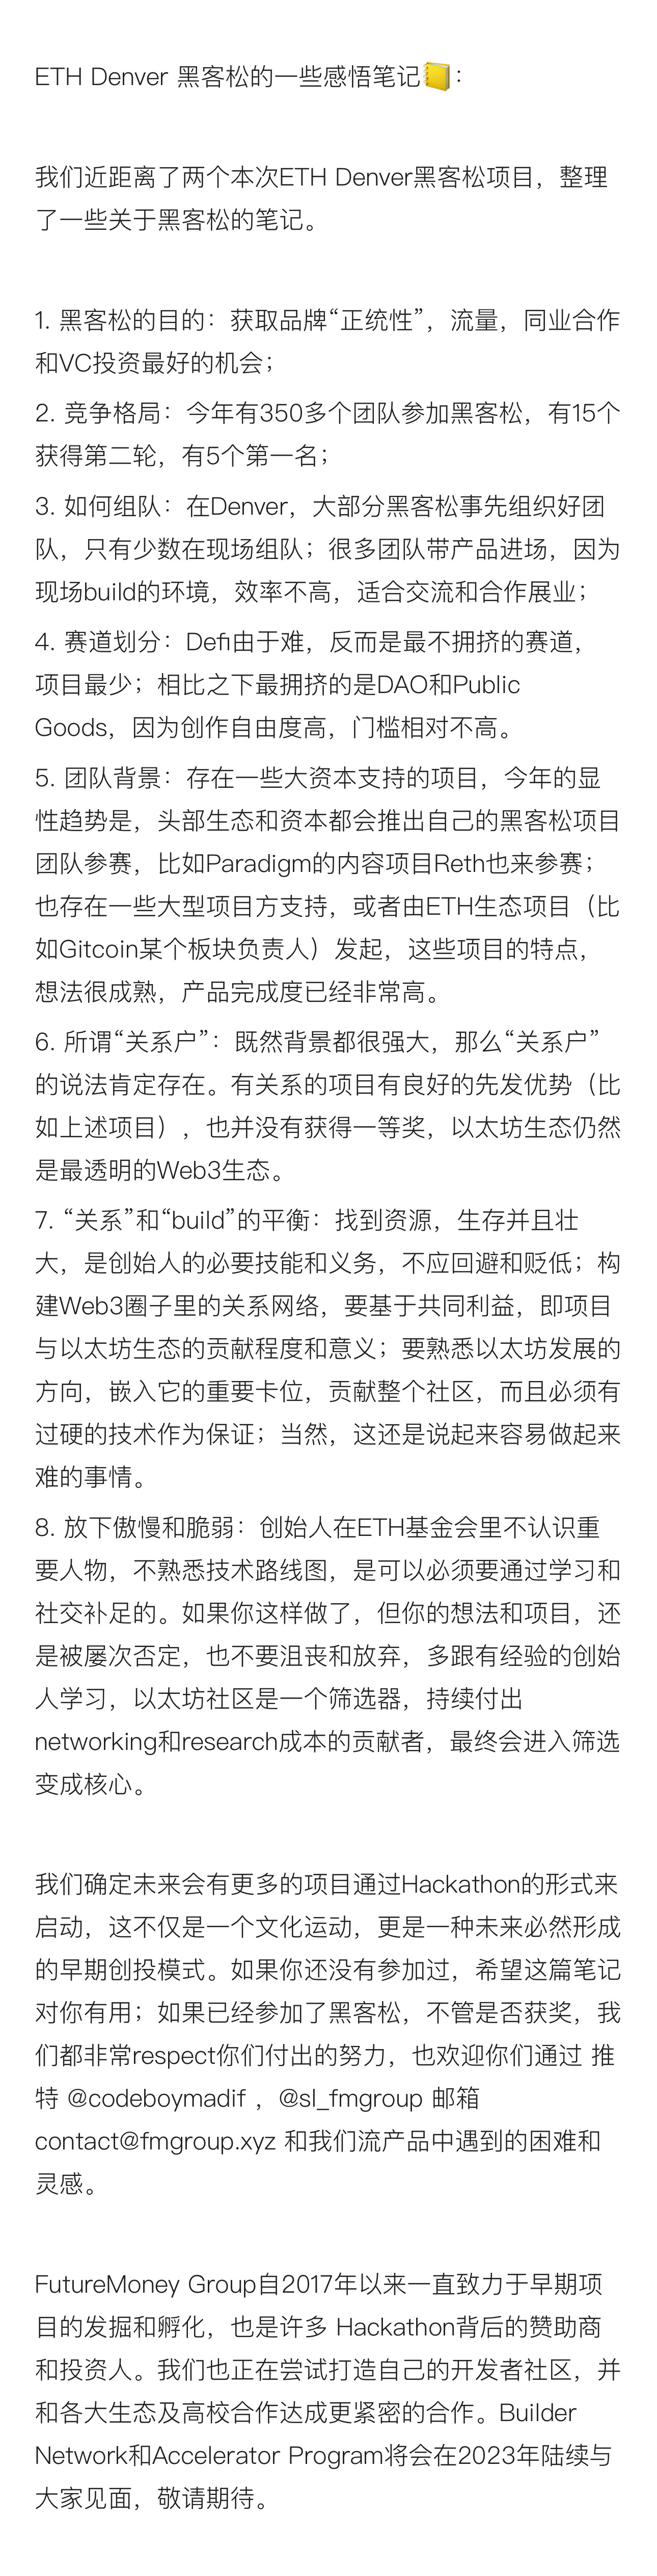 ETH Denver 黑客松的一些感悟笔记📒：
我们近距离了两个本次ETH Denver黑客松项目，整理
了一些关于黑客松的笔记。
1. 黑客松的目的：获取品牌“正统性”，流量，同业合作
和VC投资最好的机会；
2. 竞争格局：今年有350多个团队参加黑客松，有15个
获得第二轮，有5个第一名；
3. 如何组队：在Denver，大部分黑客松事先组织好团
队，只有少数在现场组队；很多团队带产品进场，因为
现场build的环境，效率不高，适合交流和合作展业；
4. 赛道划分：Defi由于难，反而是最不拥挤的赛道，
项目最少；相比之下最拥挤的是DAO和Public
Goods，因为创作自由度高，门槛相对不高。
5. 团队背景：存在一些大资本支持的项目，今年的显
性趋势是，头部生态和资本都会推出自己的黑客松项目
团队参赛，比如Paradigm的内容项目Reth也来参赛；
也存在一些大型项目方支持，或者由ETH生态项目（比
如Gitcoin某个板块负责人）发起，这些项目的特点，
想法很成熟，产品完成度已经非常高。
6. 所谓“关系户”：既然背景都很强大，那么“关系户”
的说法肯定存在。有关系的项目有良好的先发优势（比
如上述项目），也并没有获得一等奖，以太坊生态仍然
是最透明的Web3生态。
7. “关系”和“build”的平衡：找到资源，生存并且壮
大，是创始人的必要技能和义务，不应回避和贬低；构
建Web3圈子里的关系网络，要基于共同利益，即项目
与以太坊生态的贡献程度和意义；要熟悉以太坊发展的
方向，嵌入它的重要卡位，贡献整个社区，而且必须有
过硬的技术作为保证；当然，这还是说起来容易做起来
难的事情。
8. 放下傲慢和脆弱：创始人在ETH基金会里不认识重
要人物，不熟悉技术路线图，是可以必须要通过学习和
社交补足的。如果你这样做了，但你的想法和项目，还
是被屡次否定，也不要沮丧和放弃，多跟有经验的创始
人学习，以太坊社区是一个筛选器，持续付出
networking和research成本的贡献者，最终会进入筛选
变成核心。
我们确定未来会有更多的项目通过Hackathon的形式来
启动，这不仅是一个文化运动，更是一种未来必然形成
的早期创投模式。如果你还没有参加过，希望这篇笔记
对你有用；如果已经参加了黑客松，不管是否获奖，我
们都非常respect你们付出的努力，也欢迎你们通过 推
特 @codeboymadif ，@sl_fmgroup 邮箱
contact@fmgroup.xyz 和我们流产品中遇到的困难和
灵感。
FutureMoney Group自2017年以来一直致力于早期项
目的发掘和孵化，也是许多 Hackathon背后的赞助商
和投资人。我们也正在尝试打造自己的开发者社区，并
和各大生态及高校合作达成更紧密的合作。Builder
Network和Accelerator Program将会在2023年陆续与
大家见面，敬请期待。